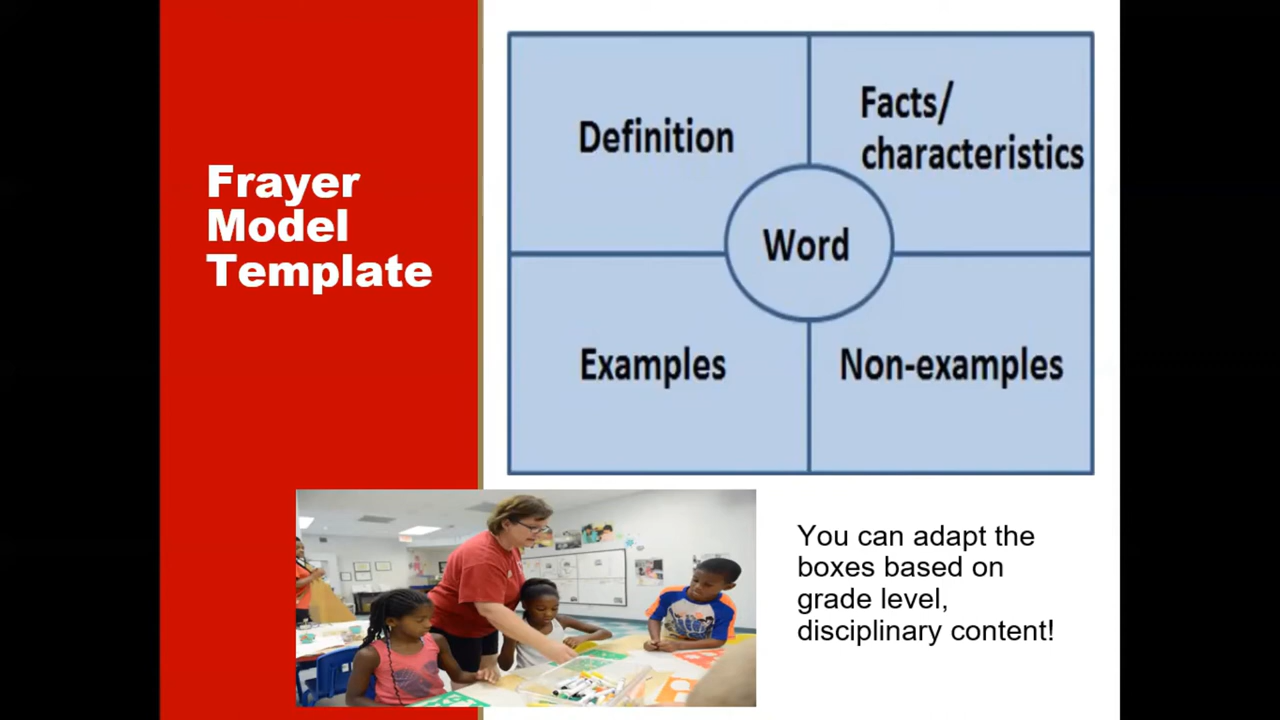 Frayer
Model
Template
Definition
Facts/
characteristics
Word
Examples
Non-examples
You can adapt the
boxes based on
grade level,
disciplinary content!